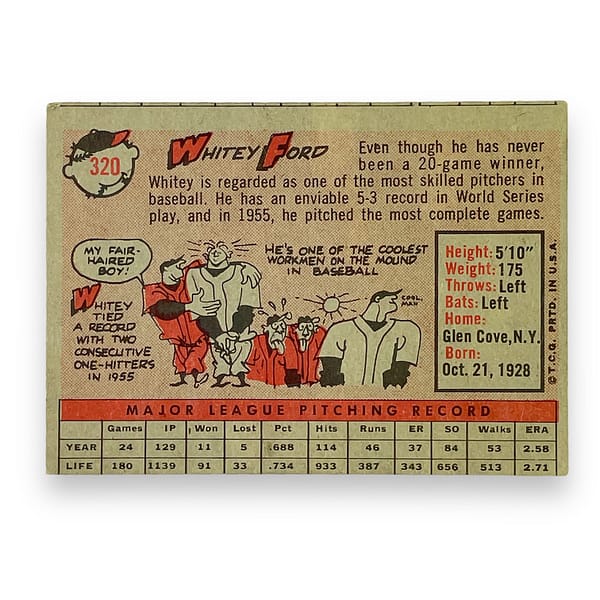 320
WHITEY FORD
Even though he has never
been a 20-game winner,
Whitey is regarded as one of the most skilled pitchers in
baseball. He has an enviable 5-3 record in World Series
play, and in 1955, he pitched the most complete games.
MY FAIR-
HAIRED
BOY!
WHITEY
TIED
A RECORD
WITH TWO
CONSECUTIVE
ONE-HITTERS
IN 1955
HE'S ONE OF THE COOLEST
WORKMEN ON THE MOUND
IN BASEBALL
COOL,
MAN
Height: 5'10"
Weight: 175
Throws: Left
Bats: Left
Home:
Glen Cove, N.Y.
Born:
Oct. 21, 1928
© T.C.G. PRTD. IN U.S.A.
MAJOR LEAGUE PITCHING RECORD
Games IP Won Lost Pct Hits Runs ER SO Walks ERA
YEAR 24 129 11 5 .688 114 46 37 84 53 2.58
LIFE 180 1139 91 33 .734 933 387 343 656 513 2.71